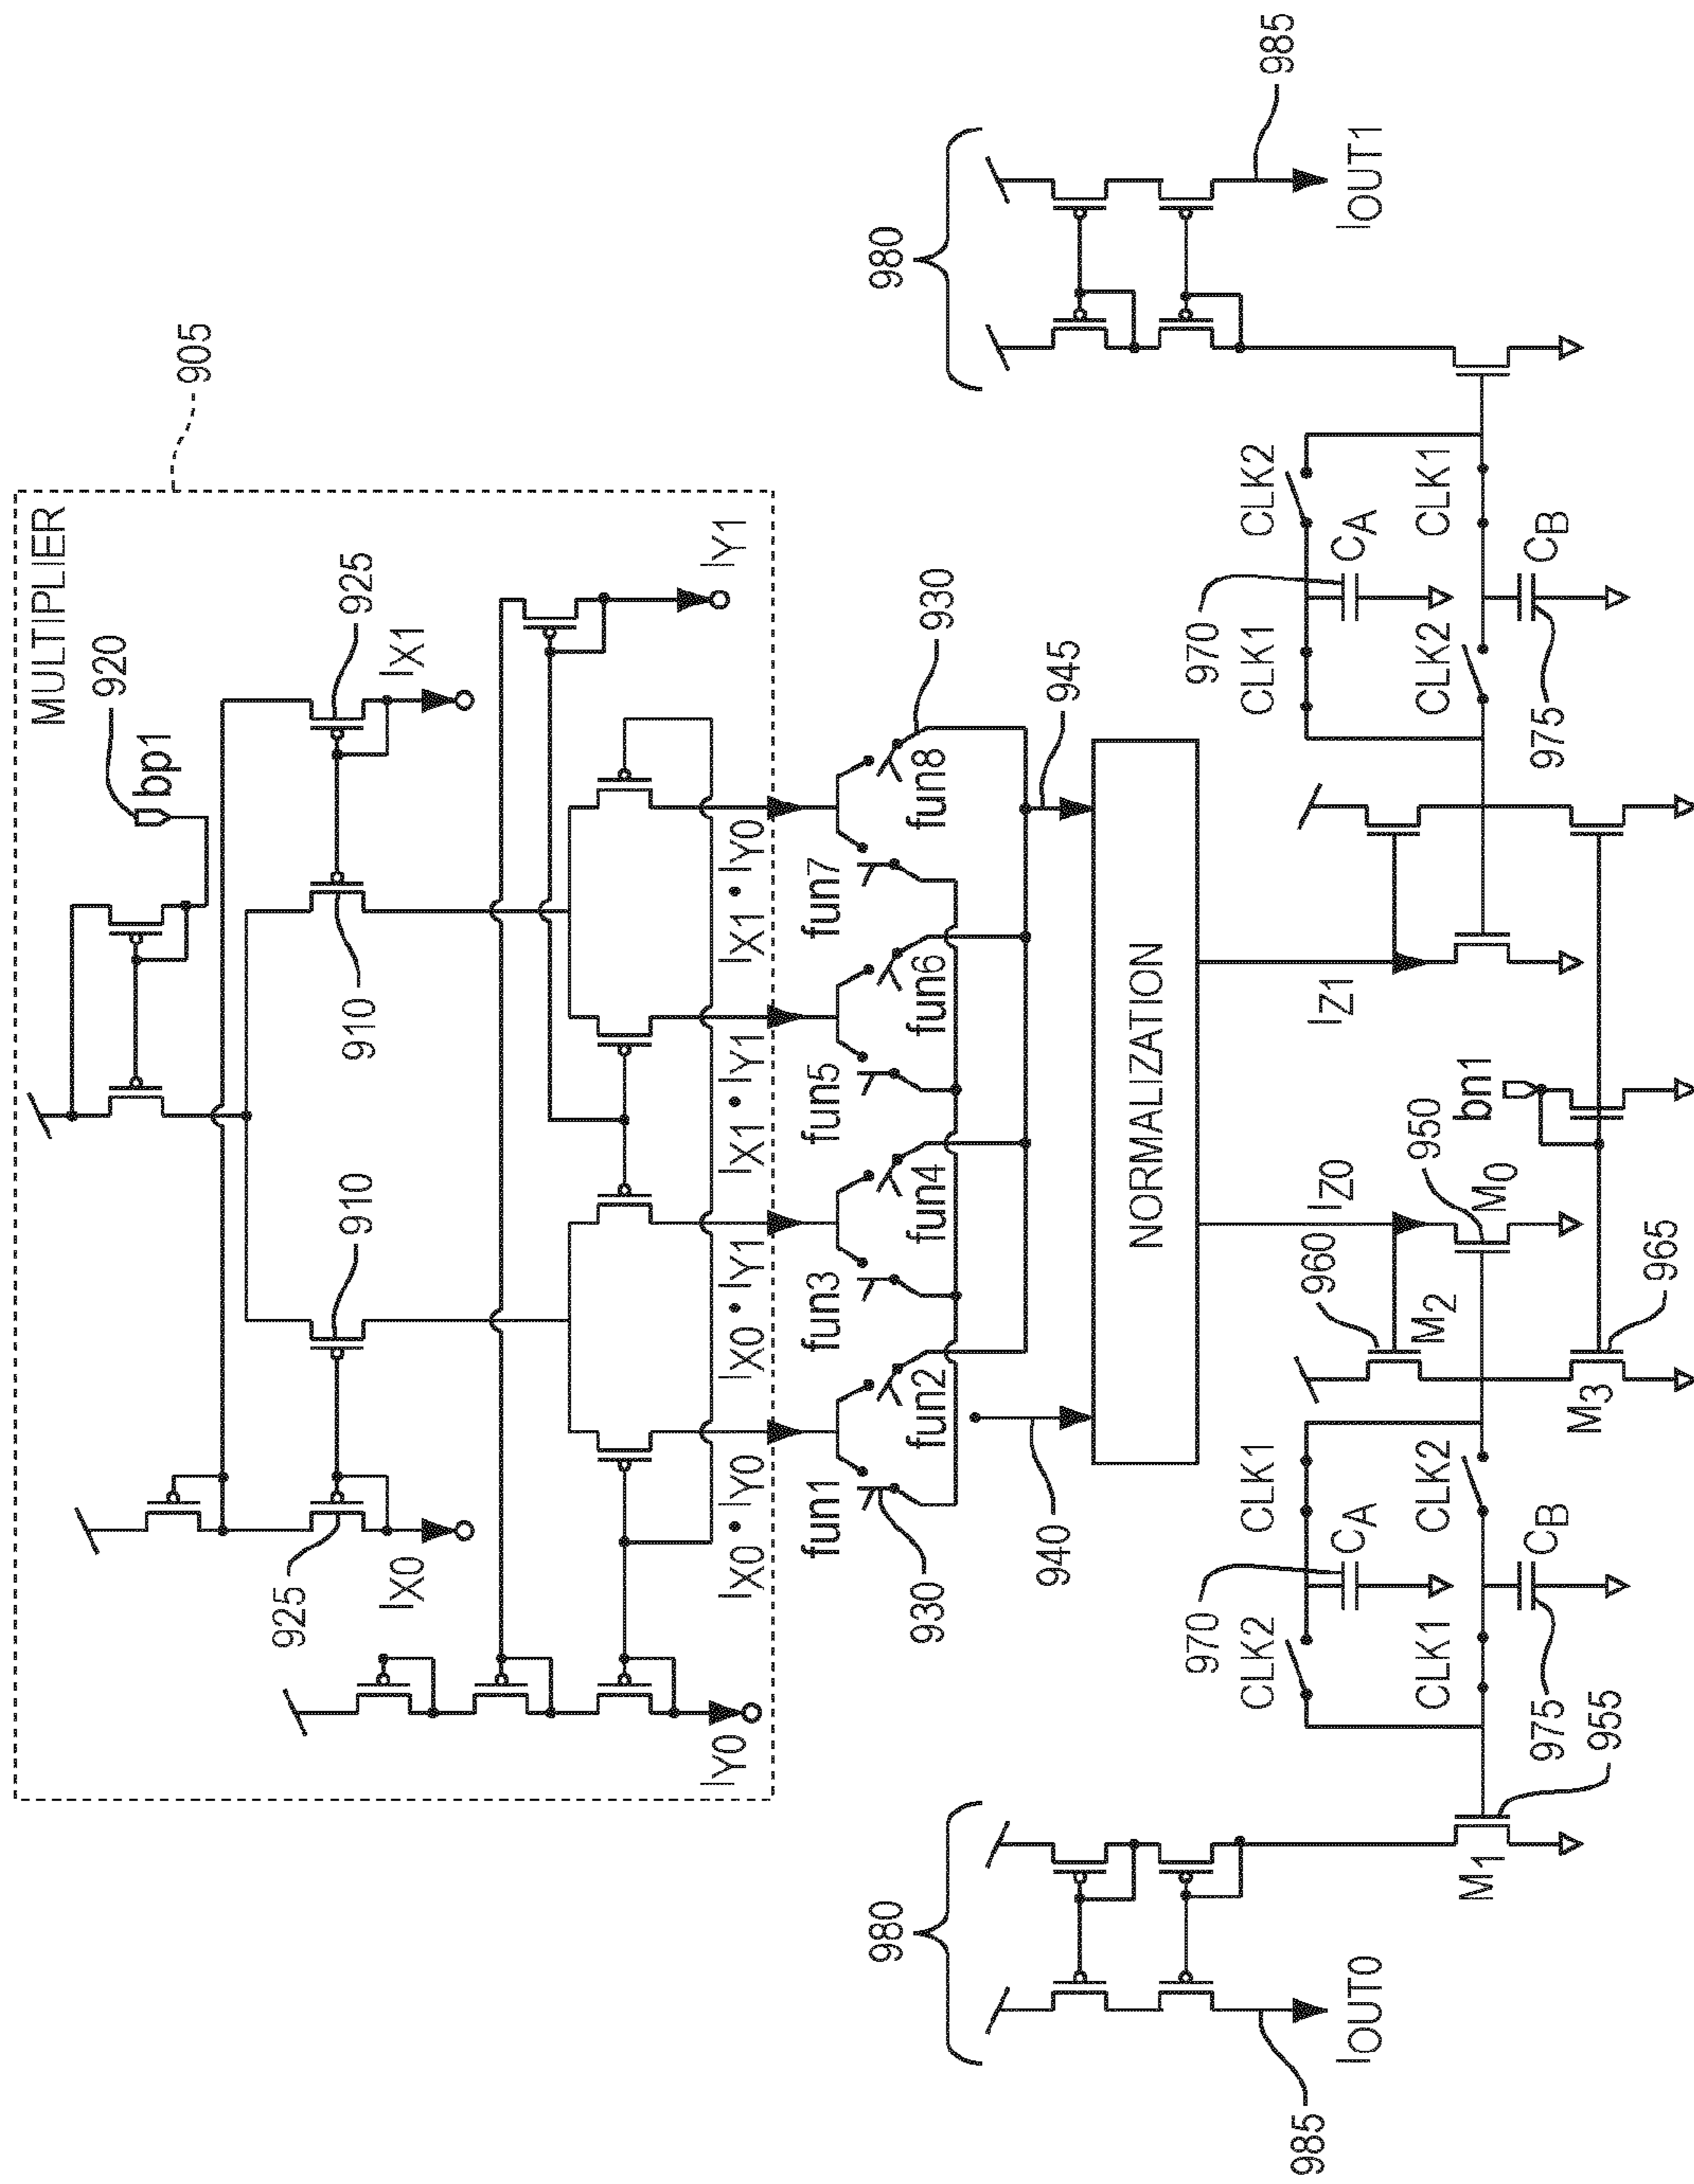 MULTIPLIER
905
920
bp1
910
910
925
925
IX0
IX1
IY0
IY1
IX0 • IY0
IX0 • IY1
IX1 • IY1
IX1 • IY0
fun1
fun2
fun3
fun4
fun5
fun6
fun7
fun8
930
930
940
945
NORMALIZATION
980
980
985
985
IOUT0
IOUT1
IZ0
IZ1
960
M2
950
M0
bn1
965
M3
CLK2
CLK1
970
CA
CLK1
CLK2
975
CB
955
M1
CLK1
CLK2
970
CA
CLK2
CLK1
975
CB